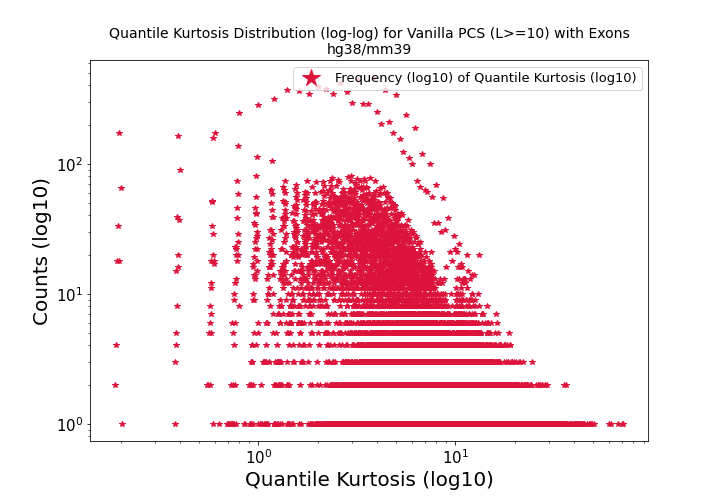 Quantile Kurtosis Distribution (log-log) for Vanilla PCS (L>=10) with Exons
hg38/mm39
Frequency (log10) of Quantile Kurtosis (log10)
Counts (log10)
10²
10¹
10⁰
10⁰ 10¹
Quantile Kurtosis (log10)